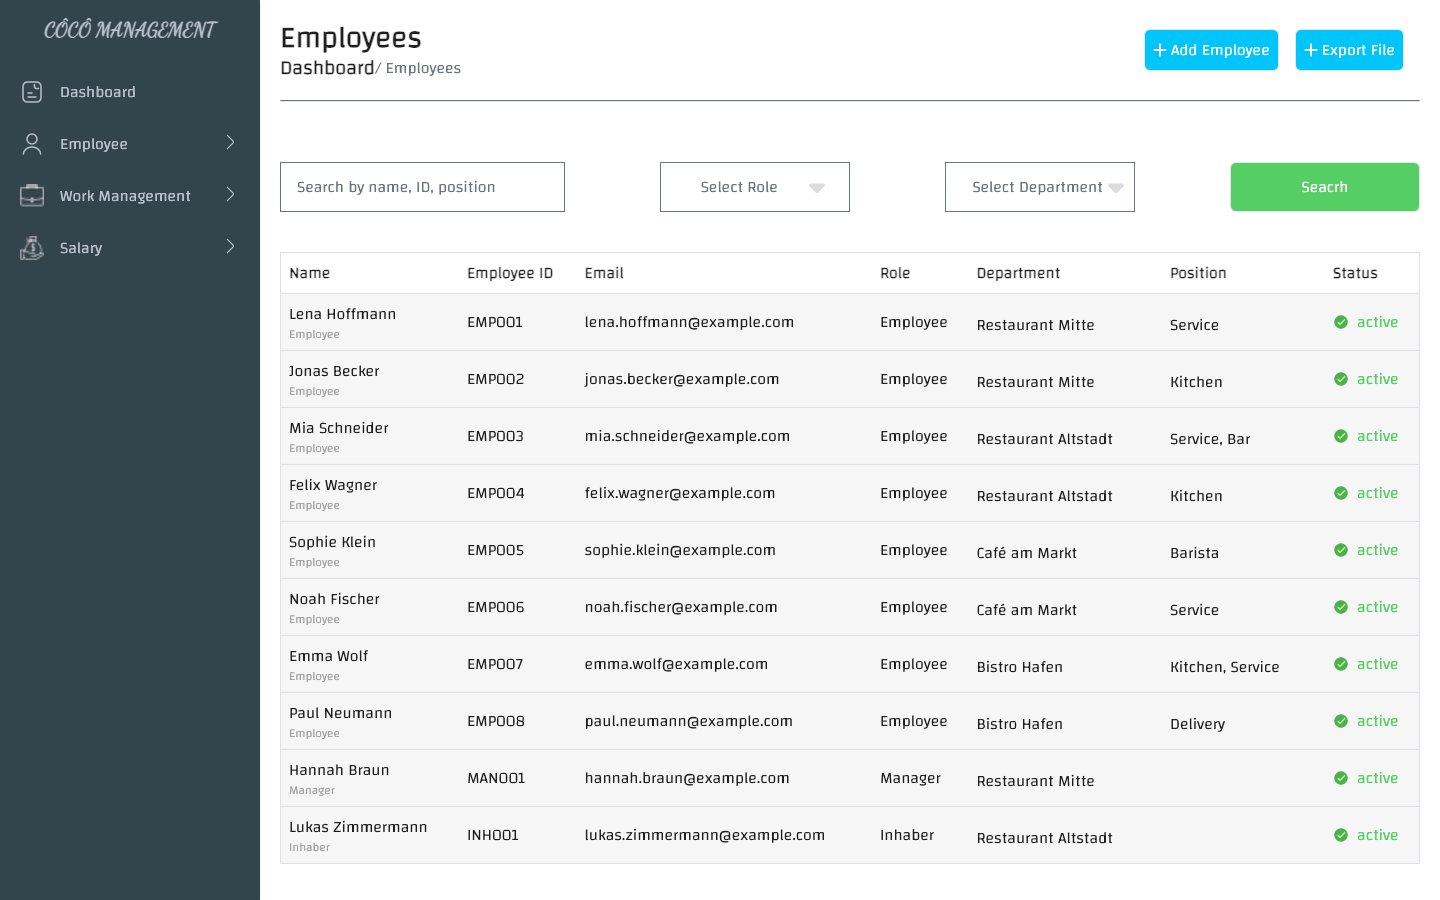 CÔCÔ MANAGEMENT
Dashboard
Employee
Work Management
Salary
Employees
Dashboard/ Employees
Add Employee
Export File
Search by name, ID, position
Select Role
Select Department
Seacrh
Name Employee ID Email Role Department Position Status
Lena Hoffmann EMP001 lena.hoffmann@example.com Employee Restaurant Mitte Service active
Employee
Jonas Becker EMP002 jonas.becker@example.com Employee Restaurant Mitte Kitchen active
Employee
Mia Schneider EMP003 mia.schneider@example.com Employee Restaurant Altstadt Service, Bar active
Employee
Felix Wagner EMP004 felix.wagner@example.com Employee Restaurant Altstadt Kitchen active
Employee
Sophie Klein EMP005 sophie.klein@example.com Employee Café am Markt Barista active
Employee
Noah Fischer EMP006 noah.fischer@example.com Employee Café am Markt Service active
Employee
Emma Wolf EMP007 emma.wolf@example.com Employee Bistro Hafen Kitchen, Service active
Employee
Paul Neumann EMP008 paul.neumann@example.com Employee Bistro Hafen Delivery active
Employee
Hannah Braun MAN001 hannah.braun@example.com Manager Restaurant Mitte active
Manager
Lukas Zimmermann INH001 lukas.zimmermann@example.com Inhaber Restaurant Altstadt active
Inhaber